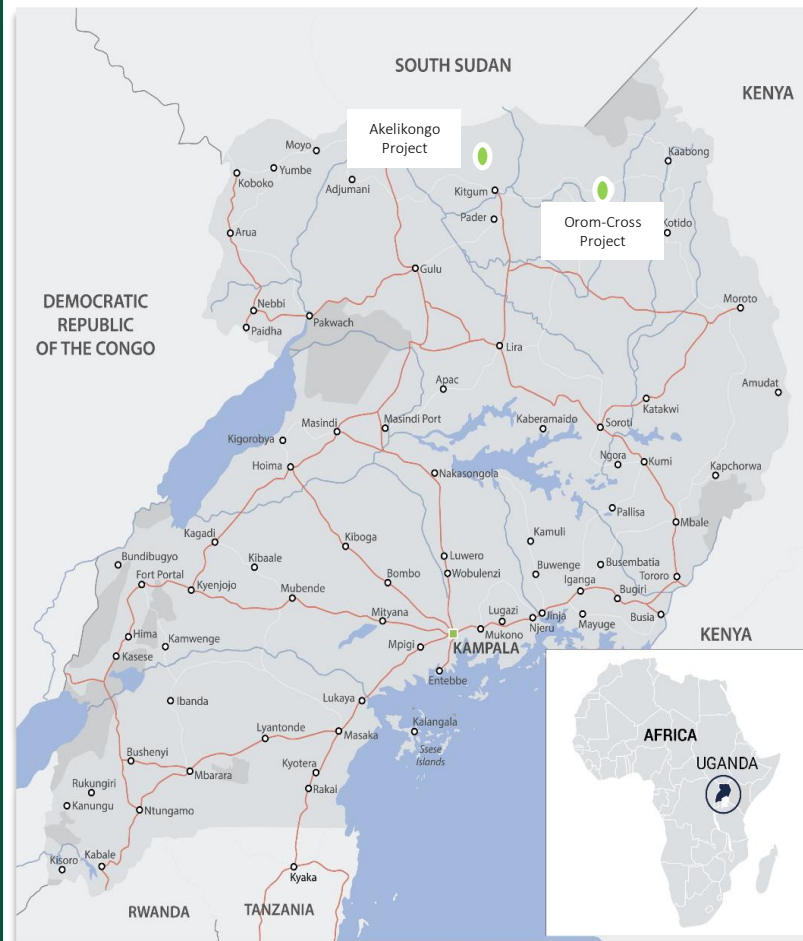 SOUTH SUDAN
KENYA
Akelikongo
Project
Moyo
Yumbe
Koboko
Adjumani
Kaabong
Kitgum
Pader
Orom-Cross
Project
Kotido
Arua
Gulu
DEMOCRATIC
REPUBLIC
OF THE CONGO
Nebbi
Paidha
Pakwach
Moroto
Lira
Apac
Amudat
Katakwi
Masindi
Masindi Port
Kaberamaido
Soroti
Kigorobya
Ngora
Kumi
Hoima
Nakasongola
Kapchorwa
Pallisa
Mbale
Kagadi
Kiboga
Kamuli
Bundibugyo
Kibaale
Luwero
Busembatia
Fort Portal
Kyenjojo
Bombo
Wobulenzi
Buwenge
Iganga
Tororo
Mubende
Bugiri
Mityana
Lugazi
Jinja
Njeru
Mayuge
Busia
Hima
Kamwenge
Mpigi
Mukono
KAMPALA
KENYA
Kasese
Entebbe
Ibanda
Lukaya
Kalangala
Lyantonde
Masaka
Ssese
Islands
Bushenyi
Mbarara
Kyotera
Rakai
Rukungiri
Kanungu
Ntungamo
Kisoro
Kabale
Kyaka
RWANDA
TANZANIA
AFRICA
UGANDA